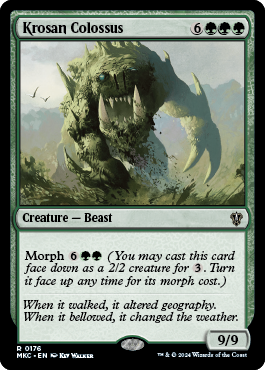 Krosan Colossus 6GGG
Creature — Beast
Morph 6GG (You may cast this card
face down as a 2/2 creature for 3. Turn
it face up any time for its morph cost.)
When it walked, it altered geography.
When it bellowed, it changed the weather.
9/9
R 0176
MKC • EN Kev Walker
™ & © 2024 Wizards of the Coast